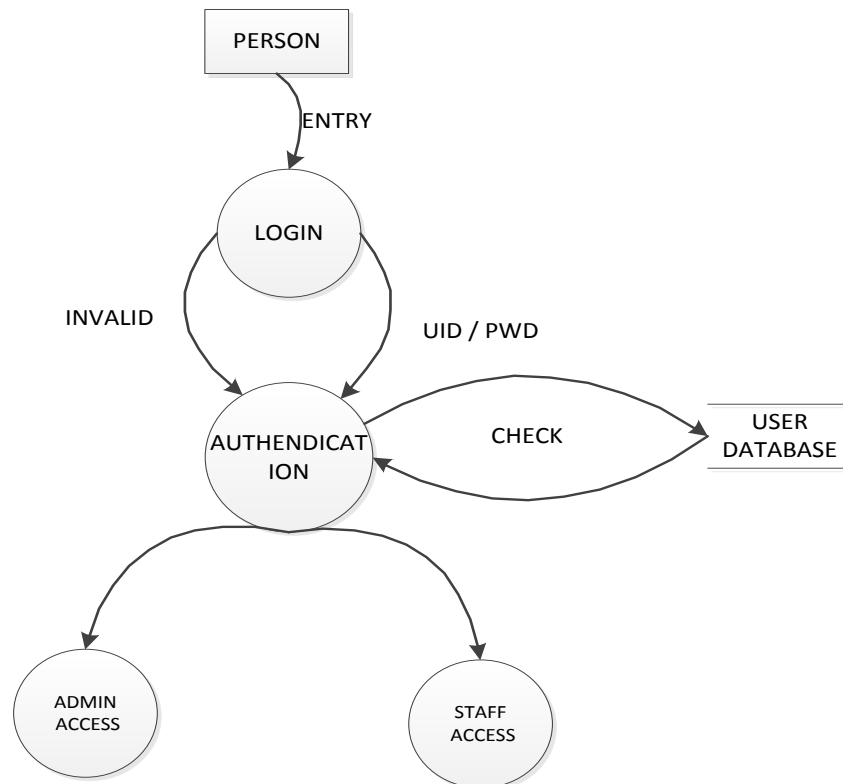 PERSON
ENTRY
LOGIN
INVALID
UID / PWD
AUTHENDICAT
ION
CHECK
USER
DATABASE
ADMIN
ACCESS
STAFF
ACCESS